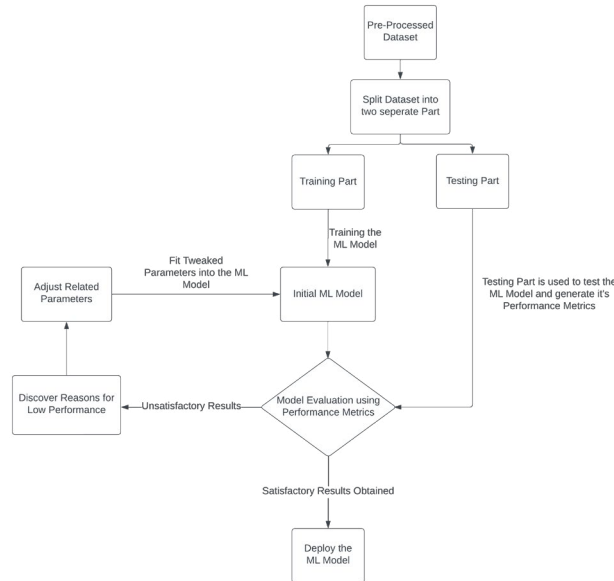 Pre-Processed
Dataset
Split Dataset into
two seperate Part
Training Part
Testing Part
Training the
ML Model
Fit Tweaked
Parameters into the ML
Model
Adjust Related
Parameters
Initial ML Model
Testing Part is used to test the
ML Model and generate it's
Performance Metrics
Discover Reasons for
Low Performance
Unsatisfactory Results
Model Evaluation using
Performance Metrics
Satisfactory Results Obtained
Deploy the
ML Model